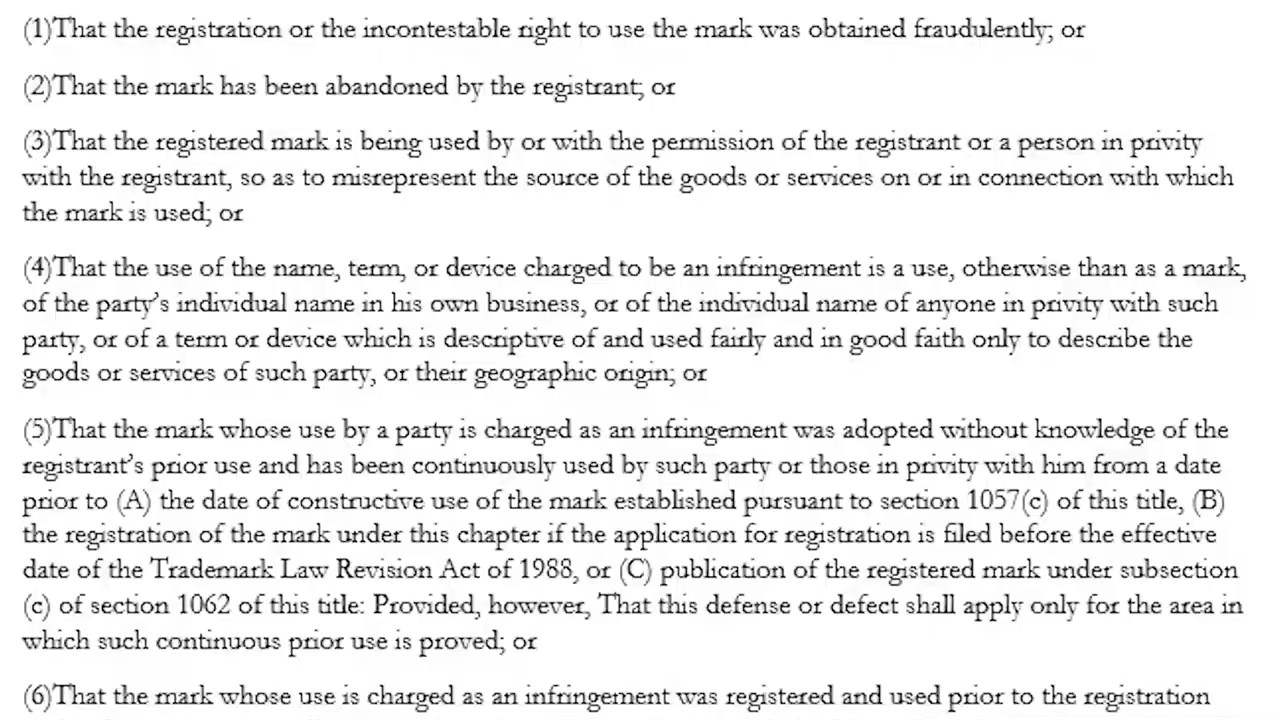 (1)That the registration or the incontestable right to use the mark was obtained fraudulently; or
(2)That the mark has been abandoned by the registrant; or
(3)That the registered mark is being used by or with the permission of the registrant or a person in privity
with the registrant, so as to misrepresent the source of the goods or services on or in connection with which
the mark is used; or
(4)That the use of the name, term, or device charged to be an infringement is a use, otherwise than as a mark,
of the party's individual name in his own business, or of the individual name of anyone in privity with such
party, or of a term or device which is descriptive of and used fairly and in good faith only to describe the
goods or services of such party, or their geographic origin; or
(5)That the mark whose use by a party is charged as an infringement was adopted without knowledge of the
registrant's prior use and has been continuously used by such party or those in privity with him from a date
prior to (A) the date of constructive use of the mark established pursuant to section 1057(c) of this title, (B)
the registration of the mark under this chapter if the application for registration is filed before the effective
date of the Trademark Law Revision Act of 1988, or (C) publication of the registered mark under subsection
(c) of section 1062 of this title: Provided, however, That this defense or defect shall apply only for the area in
which such continuous prior use is proved; or
(6)That the mark whose use is charged as an infringement was registered and used prior to the registration